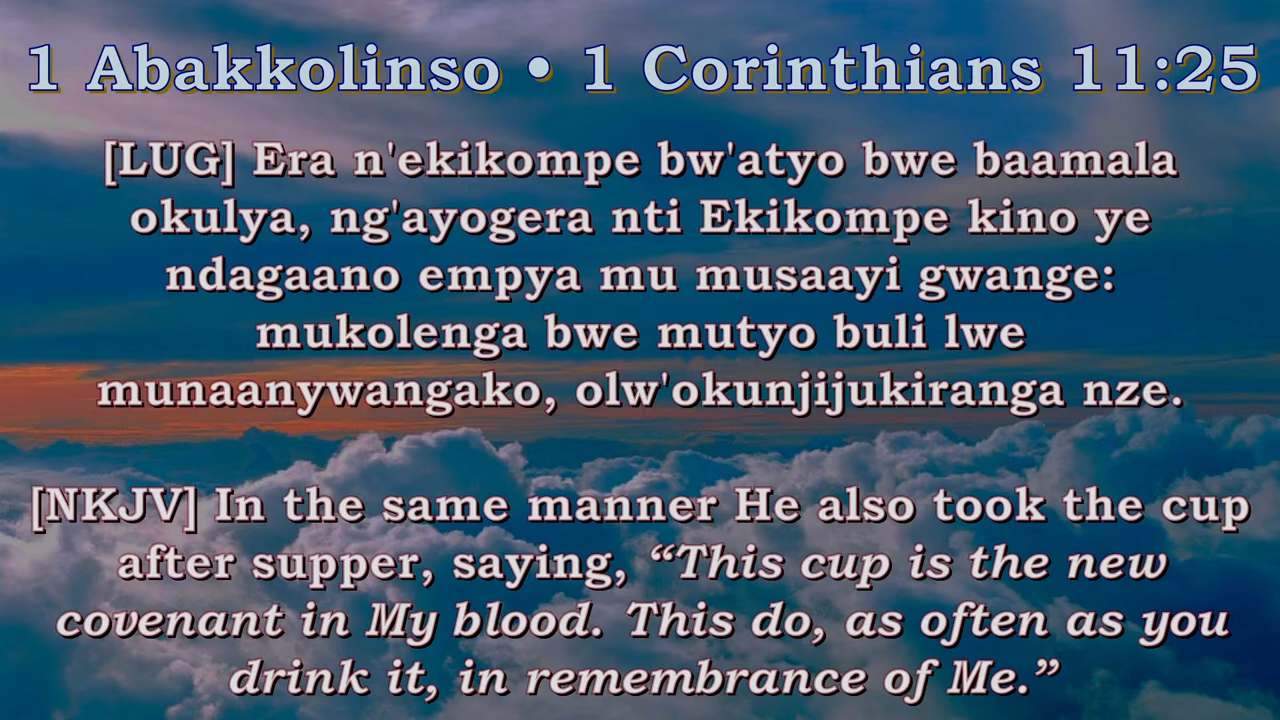 1 Abakkolinso • 1 Corinthians 11:25
[LUG] Era n'ekikompe bw'atyo bwe baamala
okulya, ng'ayogera nti Ekikompe kino ye
ndagaano empya mu musaayi gwange:
mukolenga bwe mutyo buli lwe
munaanywangako, olw'okunjijukiranga nze.
[NKJV] In the same manner He also took the cup
after supper, saying, “This cup is the new
covenant in My blood. This do, as often as you
drink it, in remembrance of Me.”